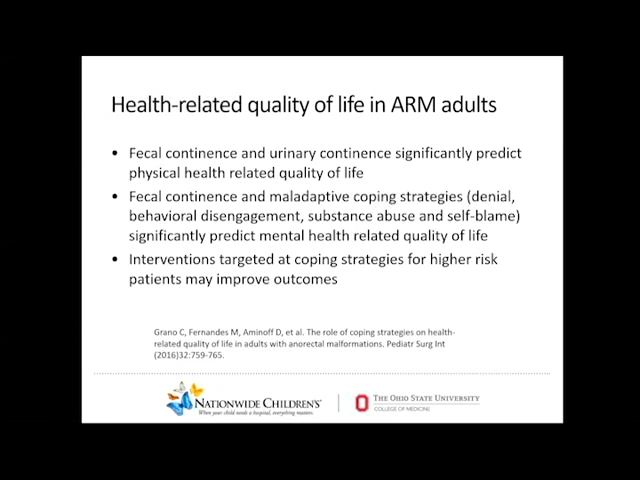 Health-related quality of life in ARM adults
• Fecal continence and urinary continence significantly predict
physical health related quality of life
• Fecal continence and maladaptive coping strategies (denial,
behavioral disengagement, substance abuse and self-blame)
significantly predict mental health related quality of life
• Interventions targeted at coping strategies for higher risk
patients may improve outcomes
Grano C, Fernandes M, Aminoff D, et al. The role of coping strategies on health-
related quality of life in adults with anorectal malformations. Pediatr Surg Int
(2016)32:759-765.
NATIONWIDE CHILDREN'S
When your child needs a hospital, everything matters.
THE OHIO STATE UNIVERSITY
COLLEGE OF MEDICINE